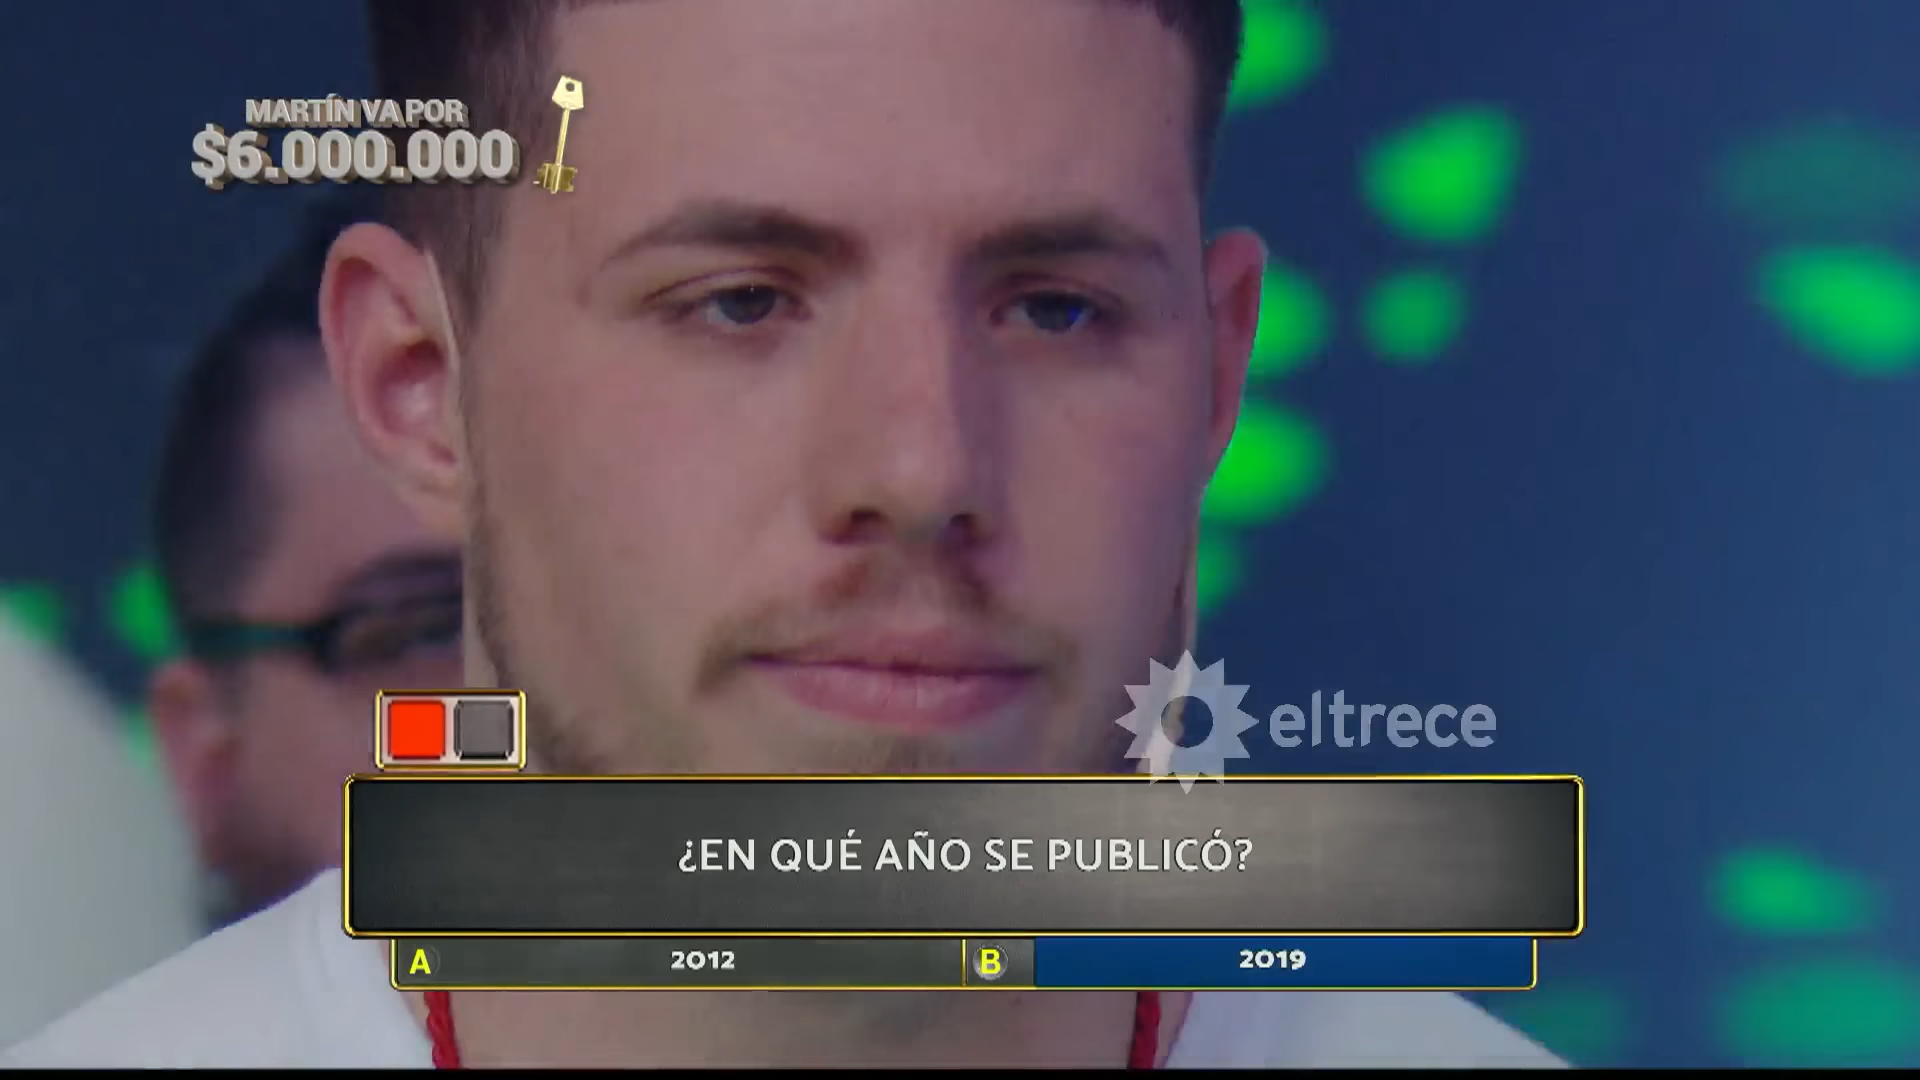 MARTÍN VA POR
$6.000.000
eltrece
¿EN QUÉ AÑO SE PUBLICÓ?
A 2012 B 2019